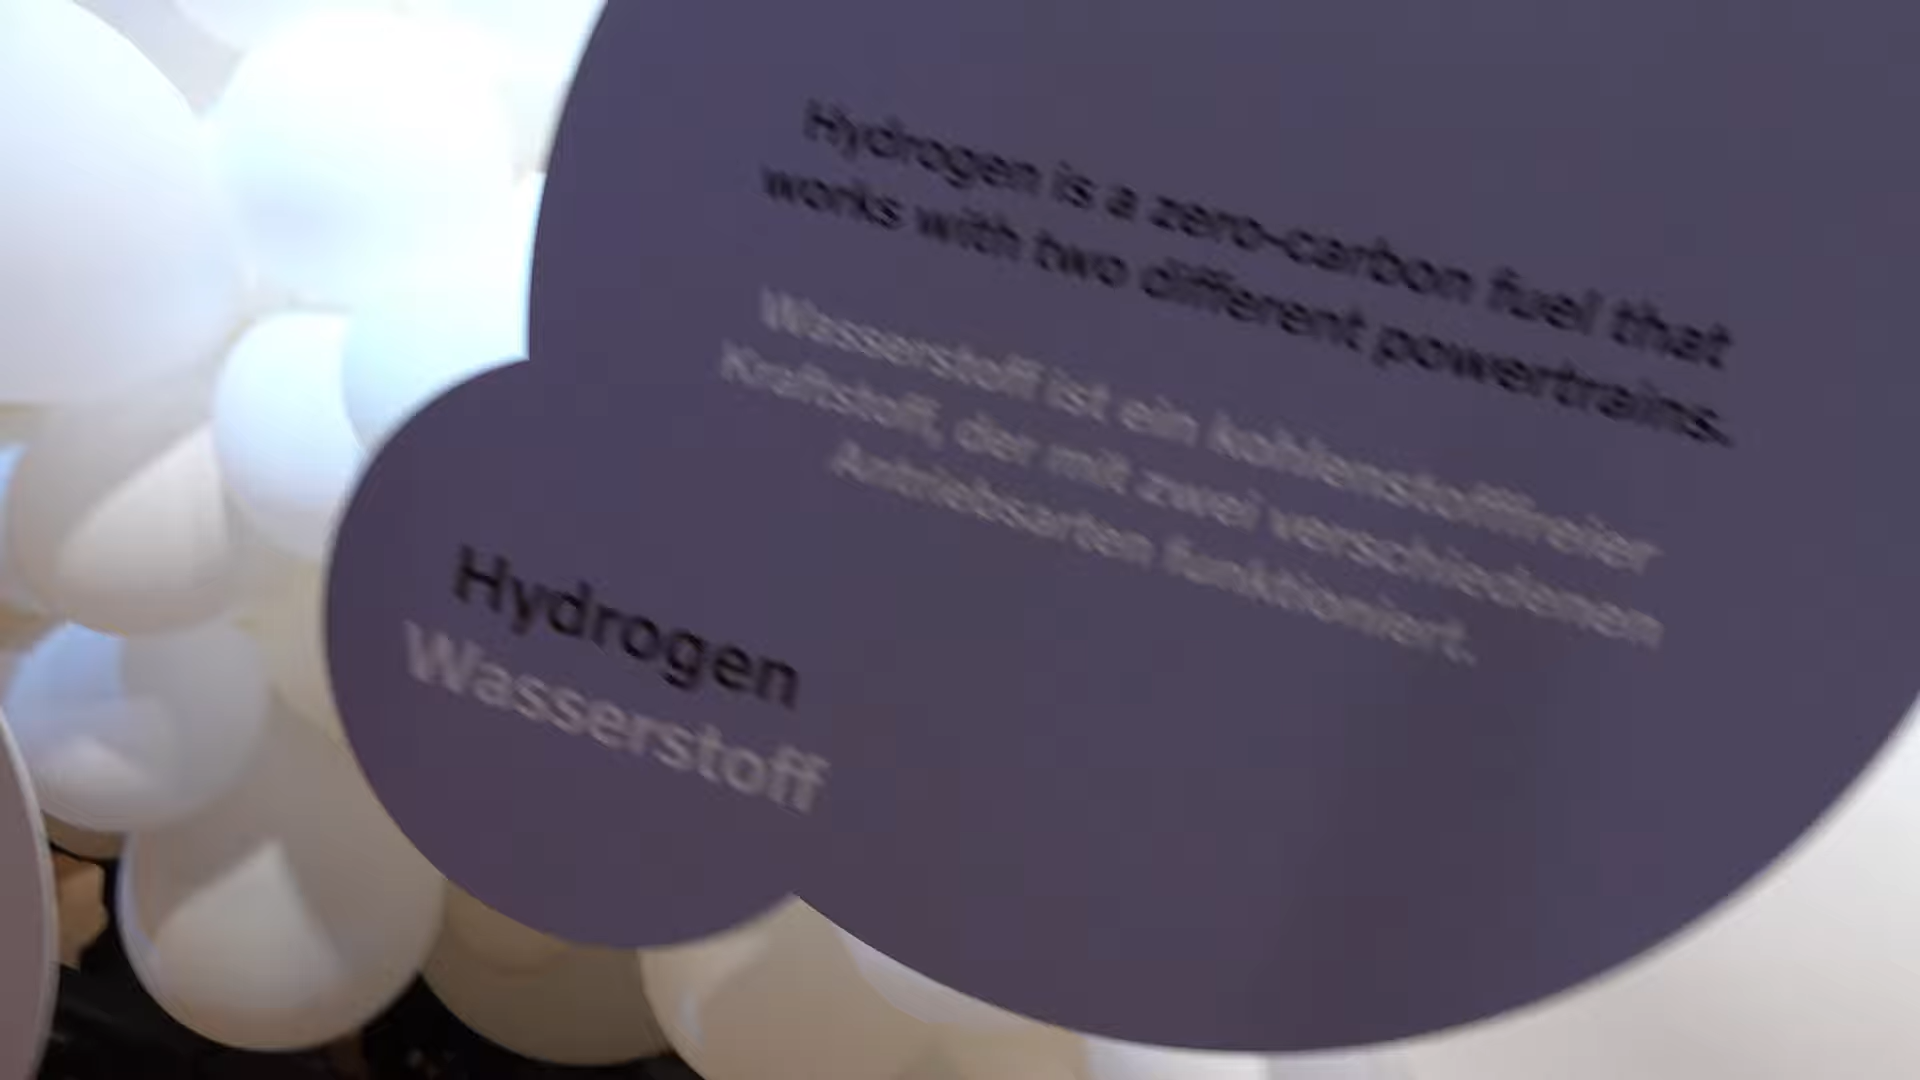 Hydrogen is a zero-carbon fuel that
works with two different powertrains.
Wasserstoff ist ein kohlenstofffreier
Kraftstoff, der mit zwei verschiedenen
Antriebsarten funktioniert.
Hydrogen
Wasserstoff